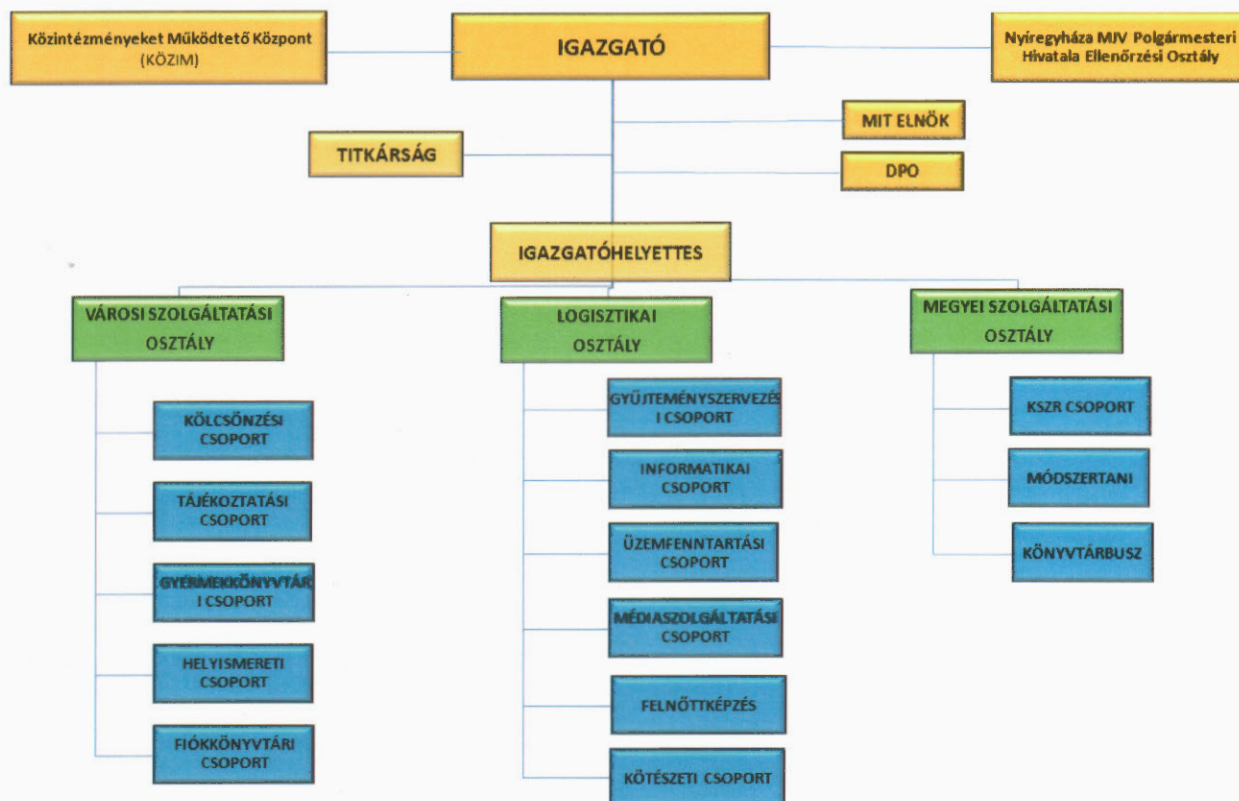 Közintézményeket Működtető Központ
(KÖZIM)
IGAZGATÓ
Nyíregyháza MJV Polgármesteri
Hivatala Ellenőrzési Osztály
MIT ELNÖK
TITKÁRSÁG
DPO
IGAZGATÓHELYETTES
VÁROSI SZOLGÁLTATÁSI
OSZTÁLY
KÖLCSÖNZÉSI
CSOPORT
TÁJÉKOZTATÁSI
CSOPORT
GYERMEKKÖNYVTÁR
I CSOPORT
HELYISMERETI
CSOPORT
FIÓKKÖNYVTÁRI
CSOPORT
LOGISZTIKAI
OSZTÁLY
GYŰJTEMÉNYSZERVEZÉS
I CSOPORT
INFORMATIKAI
CSOPORT
ÜZEMFENNTARTÁSI
CSOPORT
MÉDIASZOLGÁLTATÁSI
CSOPORT
FELNŐTTKÉPZÉS
KÖTÉSZETI CSOPORT
MEGYEI SZOLGÁLTATÁSI
OSZTÁLY
KSZR CSOPORT
MÓDSZERTANI
KÖNYVTÁRBUSZ